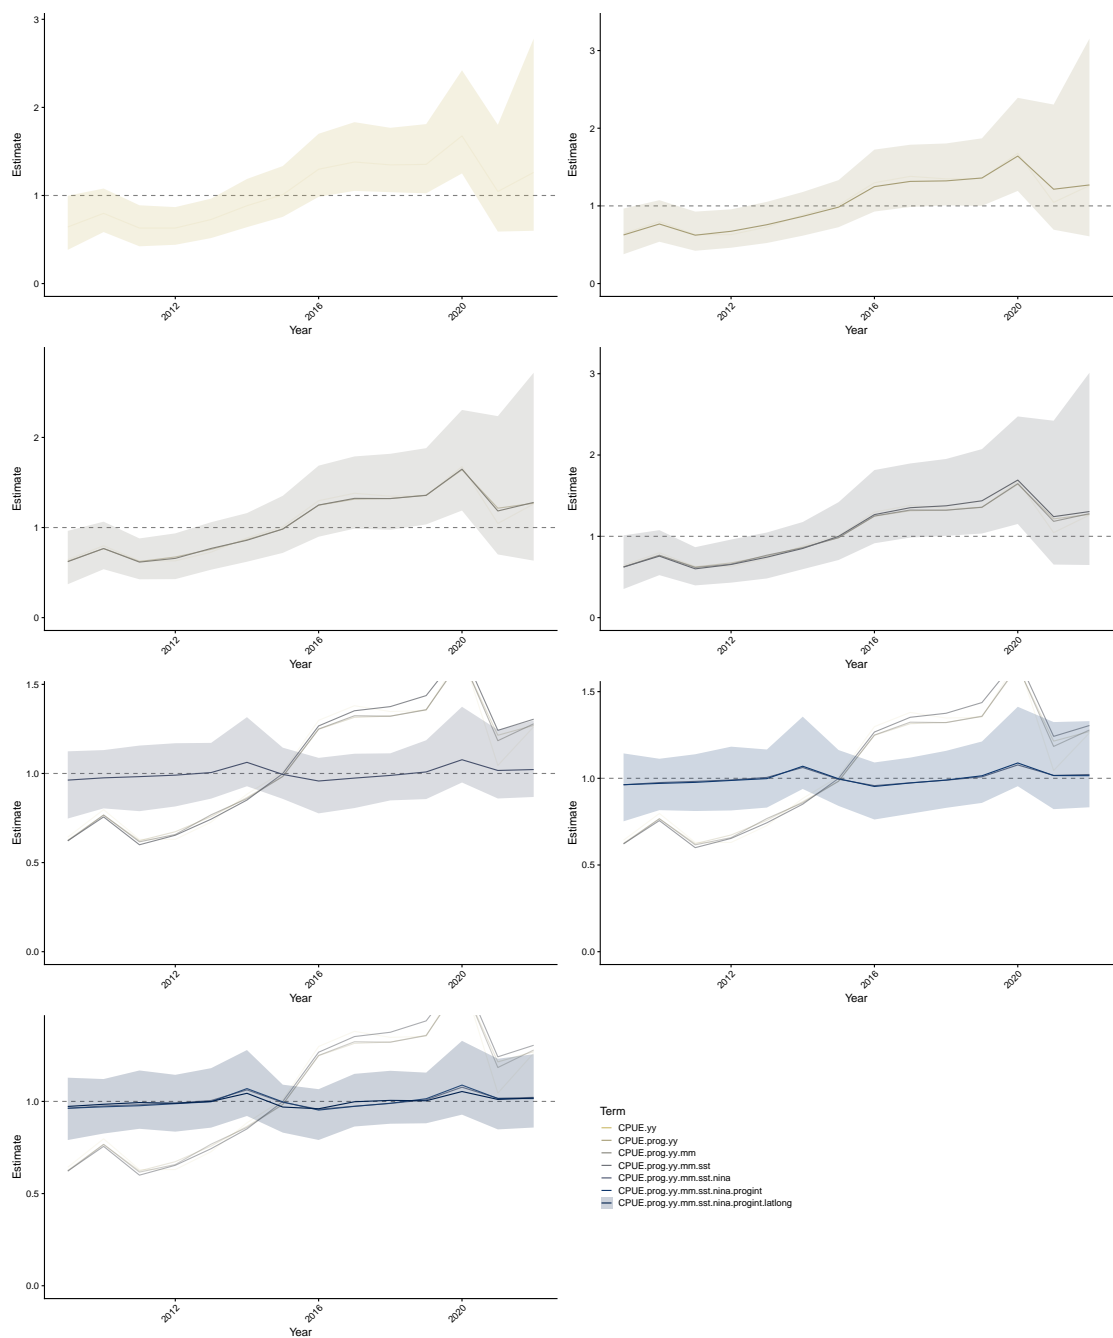 3
2
1
0
Estimate
2012
2016
2020
Year
3
2
1
0
Estimate
2012
2016
2020
Year
2
1
0
Estimate
2012
2016
2020
Year
3
2
1
0
Estimate
2012
2016
2020
Year
1.5
1.0
0.5
0.0
Estimate
2012
2016
2020
Year
1.5
1.0
0.5
0.0
Estimate
2012
2016
2020
Year
1.0
0.5
0.0
Estimate
2012
2016
2020
Year
Term
CPUE.yy
CPUE.prog.yy
CPUE.prog.yy.mm
CPUE.prog.yy.mm.sst
CPUE.prog.yy.mm.sst.nina
CPUE.prog.yy.mm.sst.nina.progint
CPUE.prog.yy.mm.sst.nina.progint.latlong